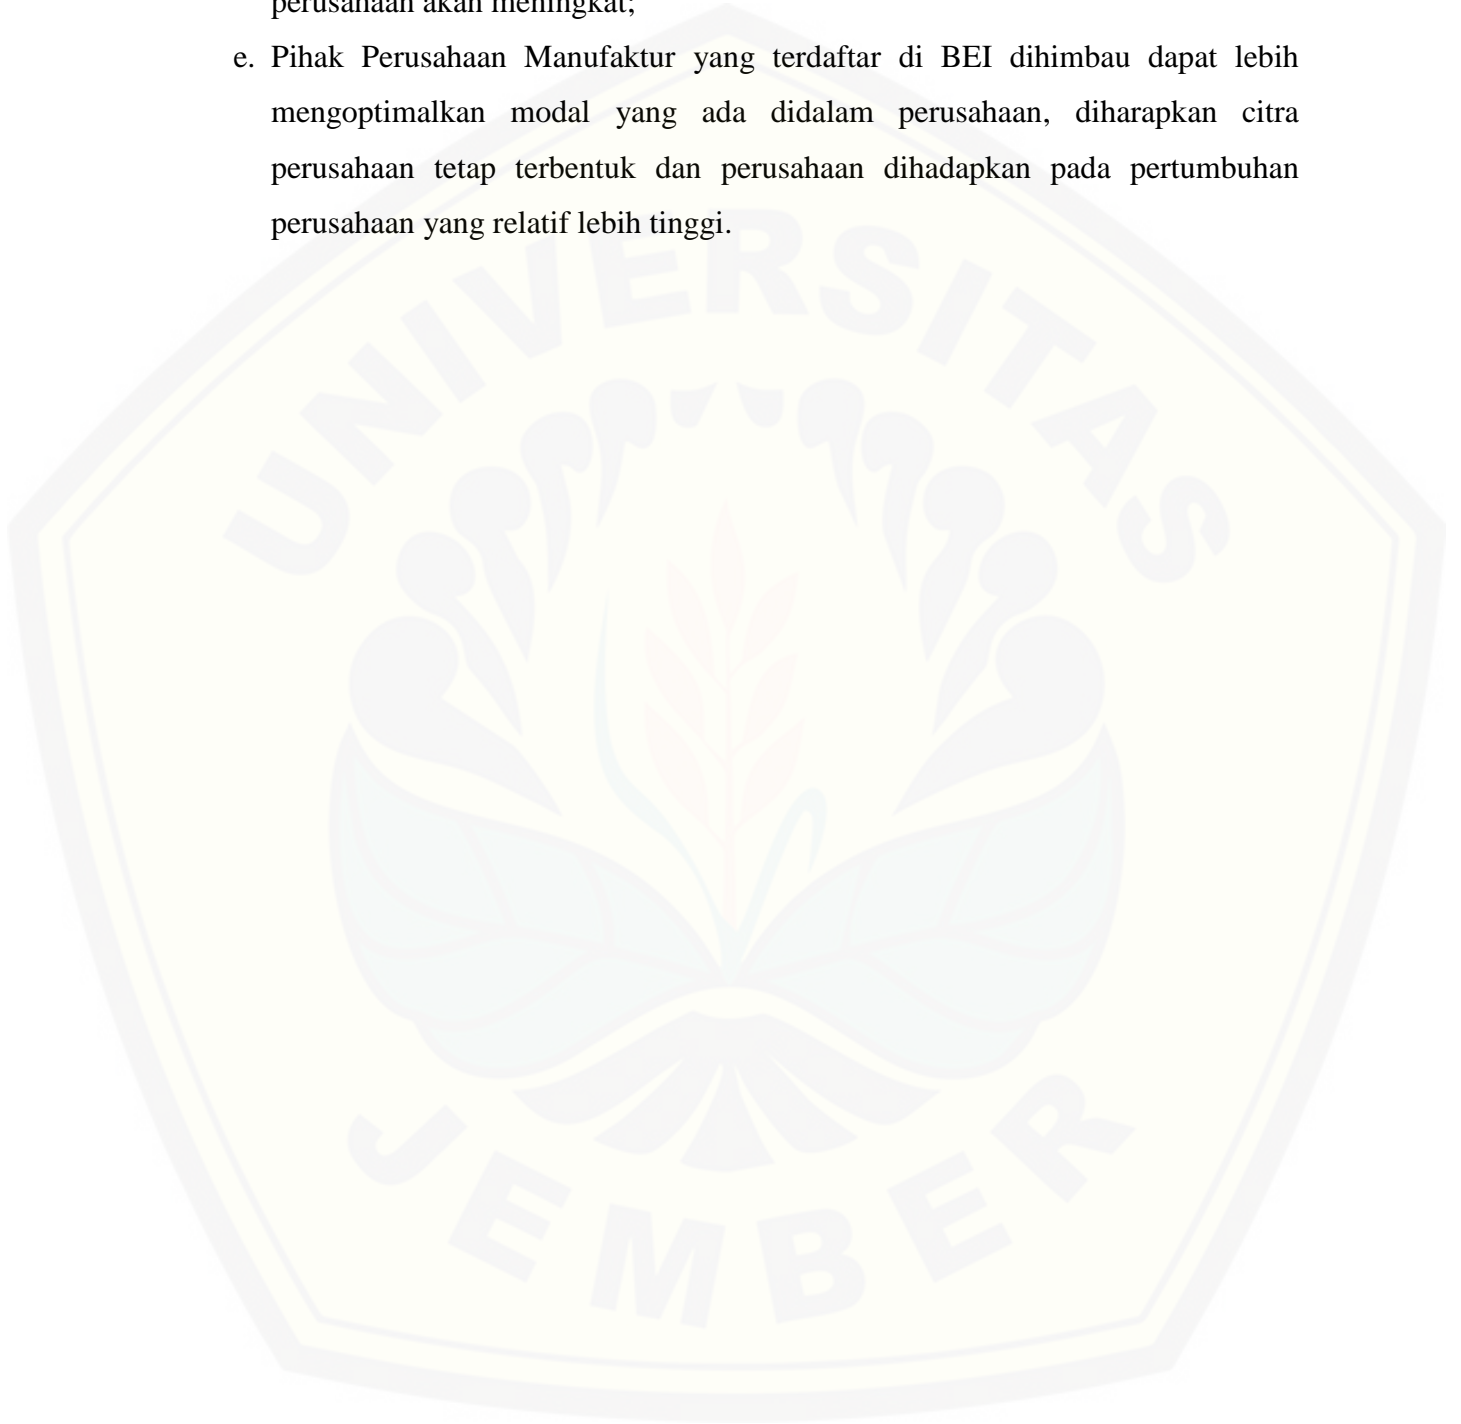 perusahaan akan meningkat;
e. Pihak Perusahaan Manufaktur yang terdaftar di BEI dihimbau dapat lebih
mengoptimalkan modal yang ada didalam perusahaan, diharapkan citra
perusahaan tetap terbentuk dan perusahaan dihadapkan pada pertumbuhan
perusahaan yang relatif lebih tinggi.
UNIVERSITAS
JEMBER